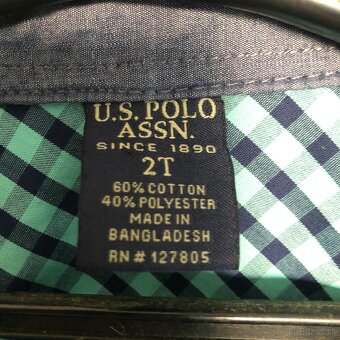 U.S. POLO
ASSN.
SINCE 1890
2T
60% COTTON
40% POLYESTER
MADE IN
BANGLADESH
RN # 127805